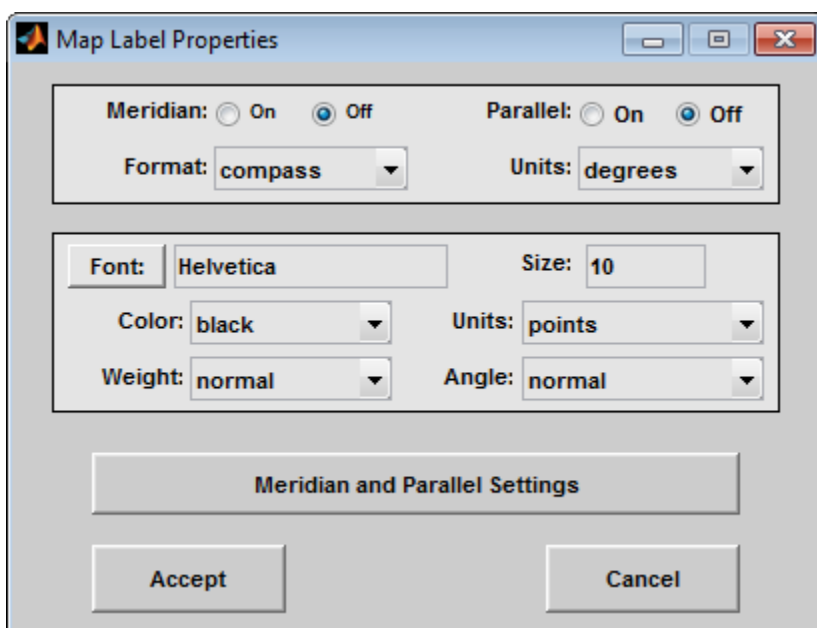 Map Label Properties
Meridian: On Off Parallel: On Off
Format: compass Units: degrees
Font: Helvetica Size: 10
Color: black Units: points
Weight: normal Angle: normal
Meridian and Parallel Settings
Accept Cancel